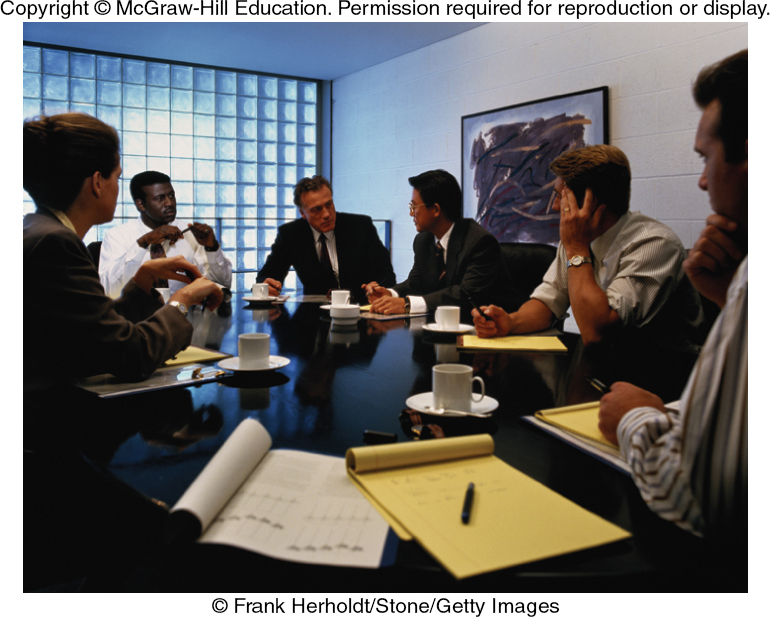 Copyright © McGraw-Hill Education. Permission required for reproduction or display.
© Frank Herholdt/Stone/Getty Images